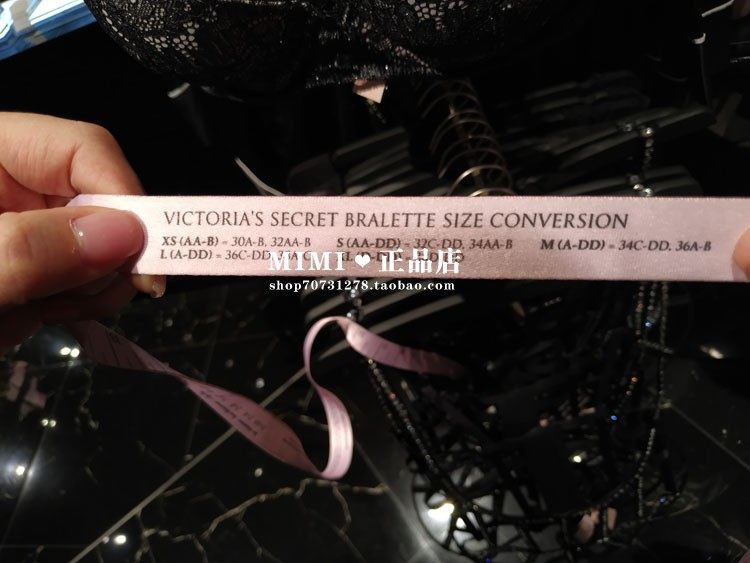 VICTORIA'S SECRET BRALETTE SIZE CONVERSION
XS (AA-B) = 30A-B, 32AA-B S (AA-DD) = 32C-DD, 34AA-B M (A-DD) = 34C-DD, 36A-B
L (A-DD) = 36C-DD,
MIMI ❤ 正品店
shop70731278.taobao.com